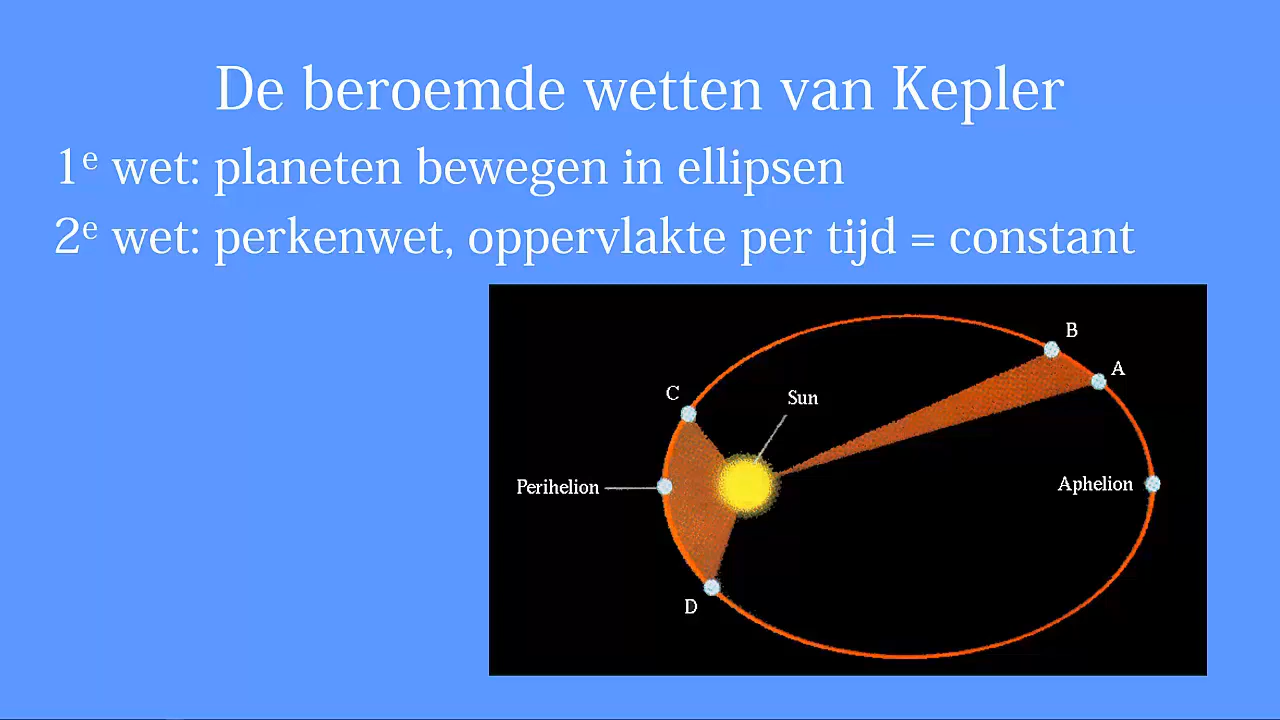 De beroemde wetten van Kepler
1e wet: planeten bewegen in ellipsen
2e wet: perkenwet, oppervlakte per tijd = constant
B
A
C
Sun
Perihelion
Aphelion
D